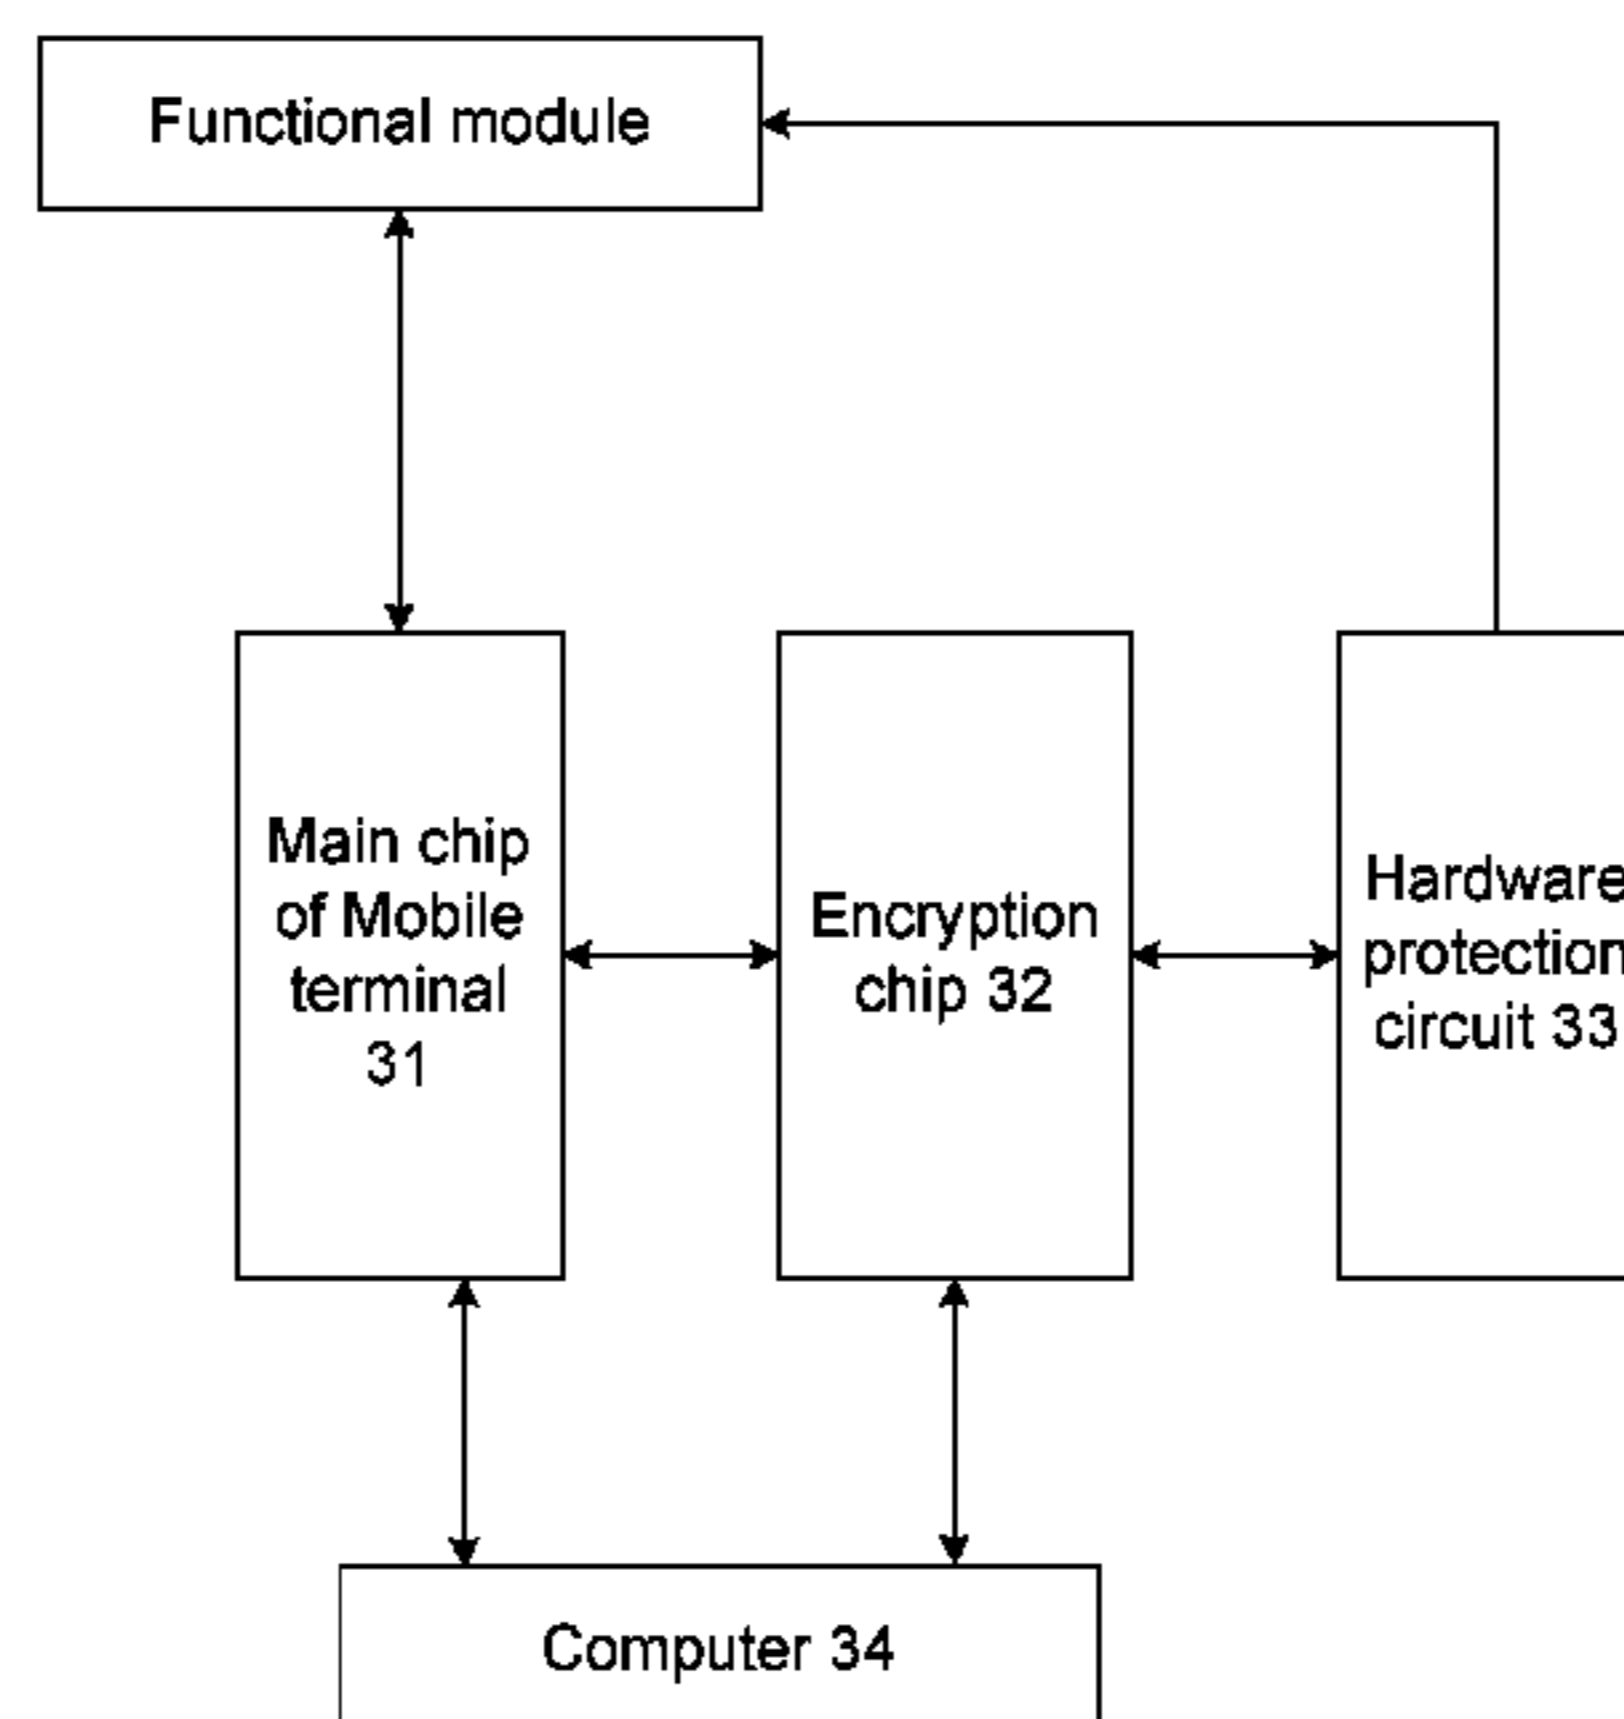 Functional module
Main chip
of Mobile
terminal
31
Encryption
chip 32
Hardware
protection
circuit 33
Computer 34